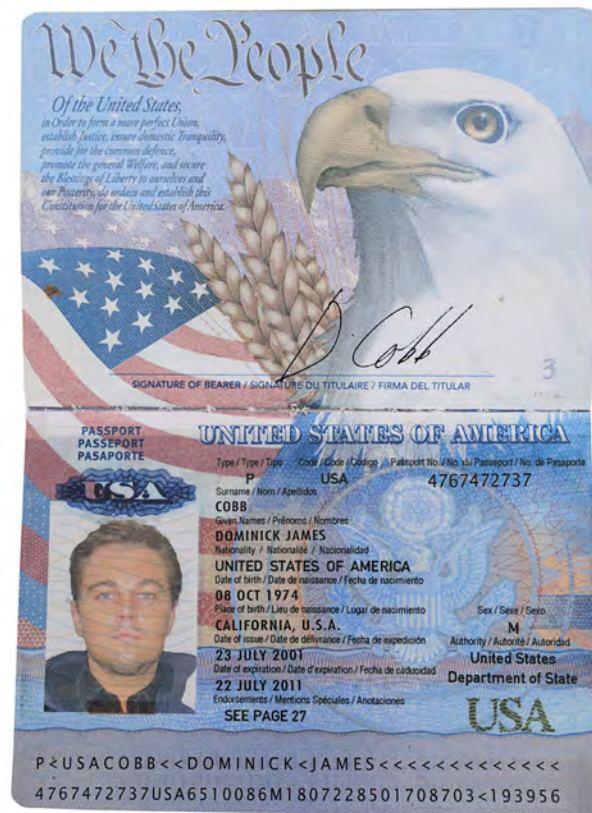 We the People
Of the United States,
in Order to form a more perfect Union,
establish Justice, insure domestic Tranquility,
provide for the common defence,
promote the general Welfare, and secure
the Blessings of Liberty to ourselves and
our Posterity, do ordain and establish this
Constitution for the United States of America.
D. Cobb
3
SIGNATURE OF BEARER / SIGNATURE DU TITULAIRE / FIRMA DEL TITULAR
PASSPORT
PASSEPORT
PASAPORTE
UNITED STATES OF AMERICA
Type / Type / Tipo Code / Code / Código Passport No. / No. du Passeport / No. de Pasaporte
P USA 4767472737
USA
Surname / Nom / Apellidos
COBB
Given Names / Prénoms / Nombres
DOMINICK JAMES
Nationality / Nationalité / Nacionalidad
UNITED STATES OF AMERICA
Date of birth / Date de naissance / Fecha de nacimiento
08 OCT 1974
Place of birth / Lieu de naissance / Lugar de nacimiento Sex / Sexe / Sexo
CALIFORNIA, U.S.A. M
Date of issue / Date de délivrance / Fecha de expedición Authority / Autorité / Autoridad
23 JULY 2001 United States
Date of expiration / Date d'expiration / Fecha de caducidad Department of State
22 JULY 2011
Endorsements / Mentions Spéciales / Anotaciones
SEE PAGE 27 USA
P<USACOBB<<DOMINICK<JAMES<<<<<<<<<<<<<
4767472737USA6510086M1807228501708703<193956